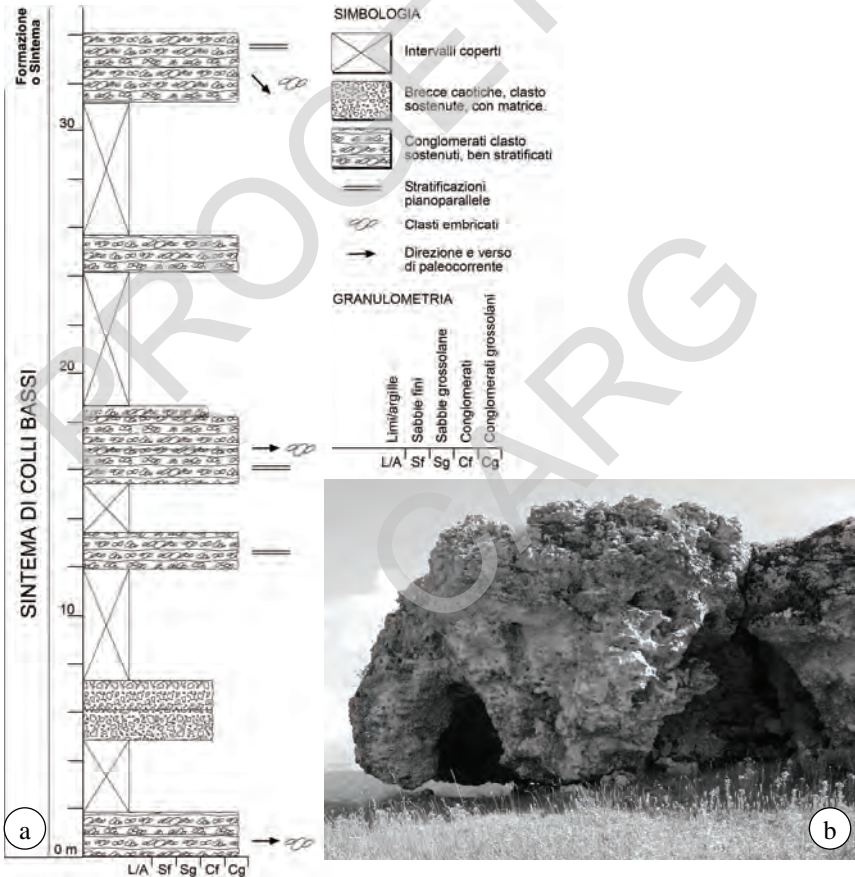 Formazione
o Sintema
SINTEMA DI COLLI BASSI
30
20
10
0 m
L/A Sf Sg Cf Cg
a
SIMBOLOGIA
Intervalli coperti
Brecce caotiche, clasto
sostenute, con matrice.
Conglomerati clasto
sostenuti, ben stratificati
Stratificazioni
pianoparallele
Clasti embricati
Direzione e verso
di paleocorrente
GRANULOMETRIA
Limi/argille
Sabbie fini
Sabbie grossolane
Conglomerati
Conglomerati grossolani
L/A Sf Sg Cf Cg
b
PROGET
CARG